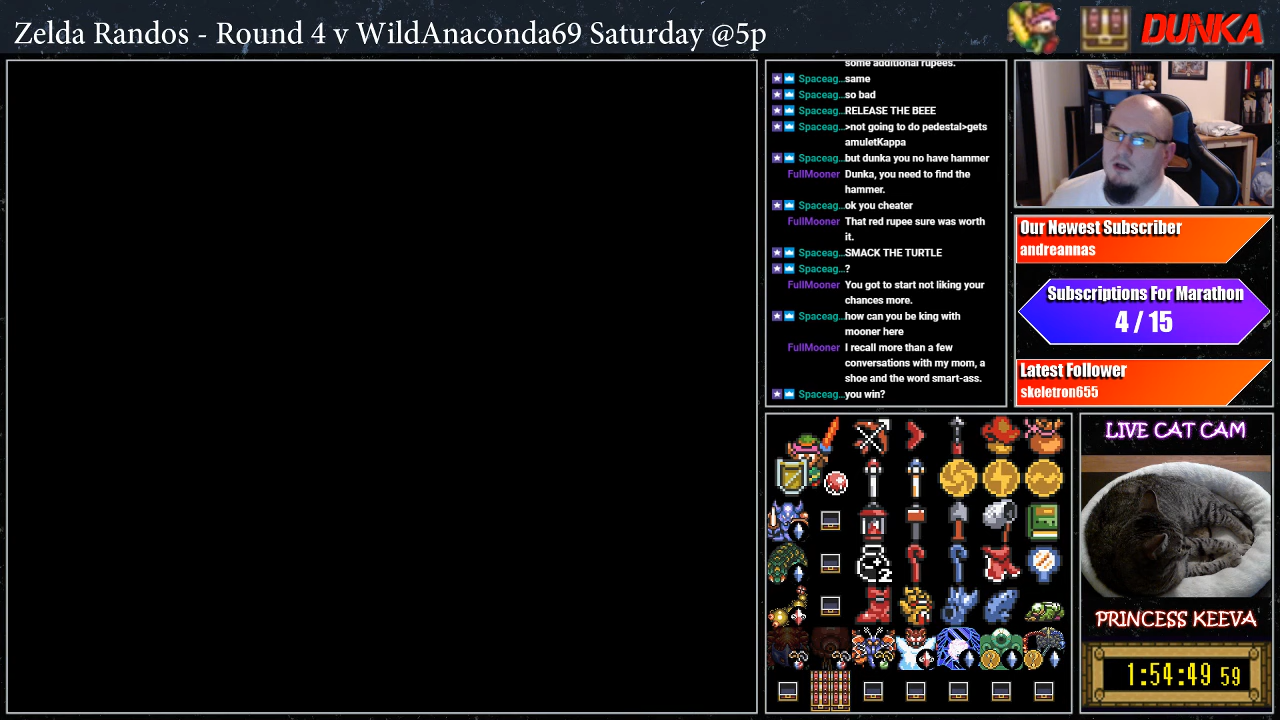 Zelda Randos - Round 4 v WildAnaconda69 Saturday @5p
DUNKA
some additional rupees.
Spaceag...same
Spaceag...so bad
Spaceag...RELEASE THE BEEE
Spaceag...>not going to do pedestal>gets
amuletKappa
Spaceag...but dunka you no have hammer
FullMooner Dunka, you need to find the
hammer.
Spaceag...ok you cheater
FullMooner That red rupee sure was worth
it.
Spaceag...SMACK THE TURTLE
Spaceag...?
FullMooner You got to start not liking your
chances more.
Spaceag...how can you be king with
mooner here
FullMooner I recall more than a few
conversations with my mom, a
shoe and the word smart-ass.
Spaceag...you win?
Our Newest Subscriber
andreannas
Subscriptions For Marathon
4 / 15
Latest Follower
skeletron655
2
LIVE CAT CAM
PRINCESS KEEVA
1:54:49 59